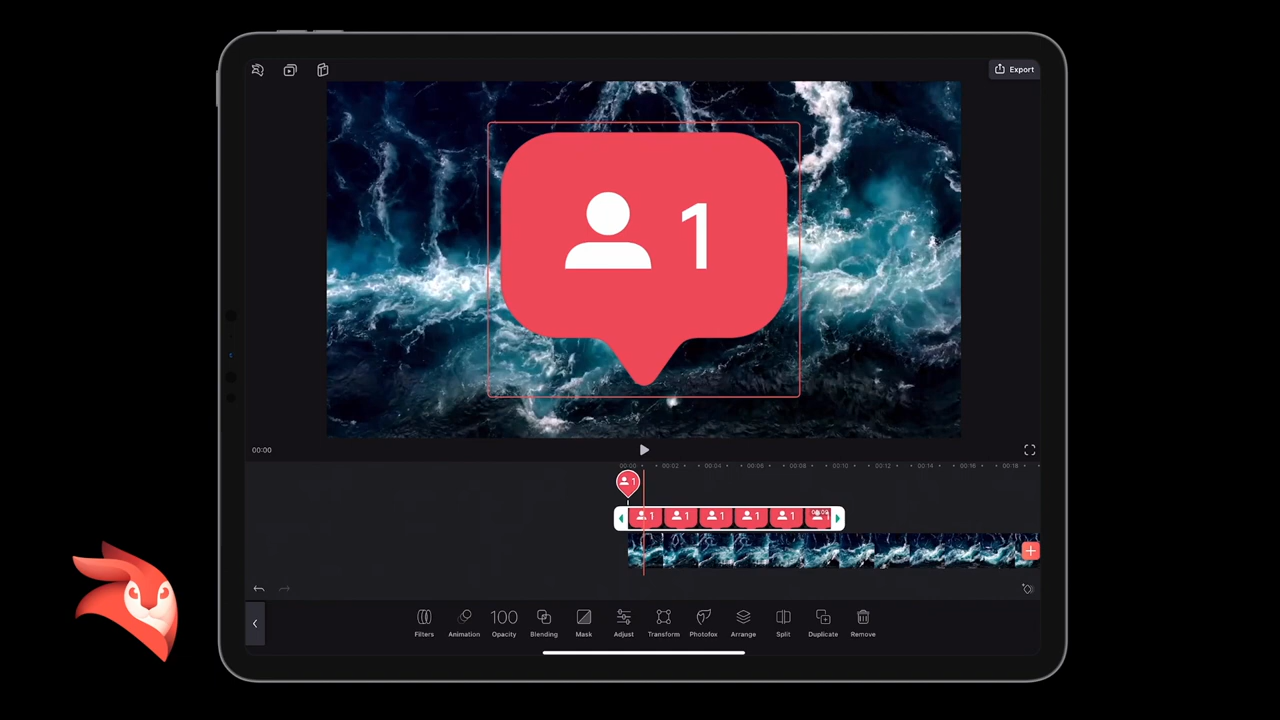 Export
1
00:00
00:00 00:02 00:04 00:06 00:08 00:10 00:12 00:14 00:16 00:18
1
1 1 1 1 1 1
100
Filters Animation Opacity Blending Mask Adjust Transform Photofox Arrange Split Duplicate Remove